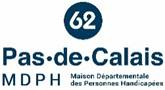 62
Pas•de•Calais
MDPH Maison Départementale
des Personnes Handicapées